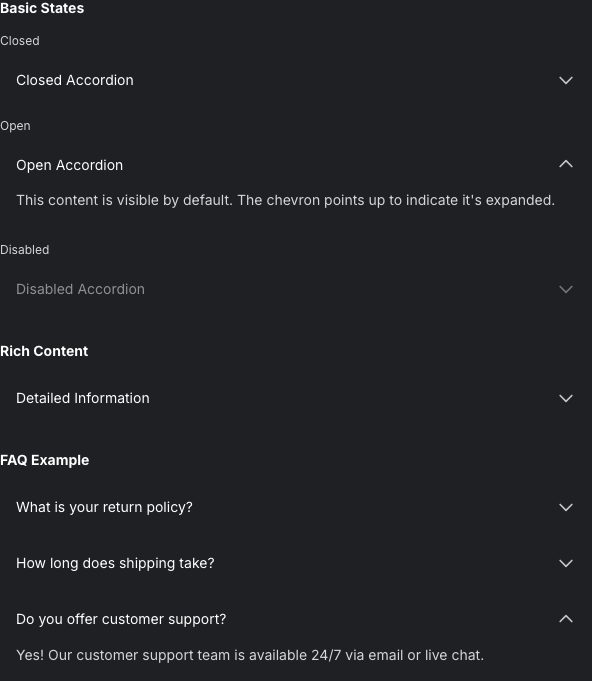 Basic States
Closed
Closed Accordion
Open
Open Accordion
This content is visible by default. The chevron points up to indicate it's expanded.
Disabled
Disabled Accordion
Rich Content
Detailed Information
FAQ Example
What is your return policy?
How long does shipping take?
Do you offer customer support?
Yes! Our customer support team is available 24/7 via email or live chat.